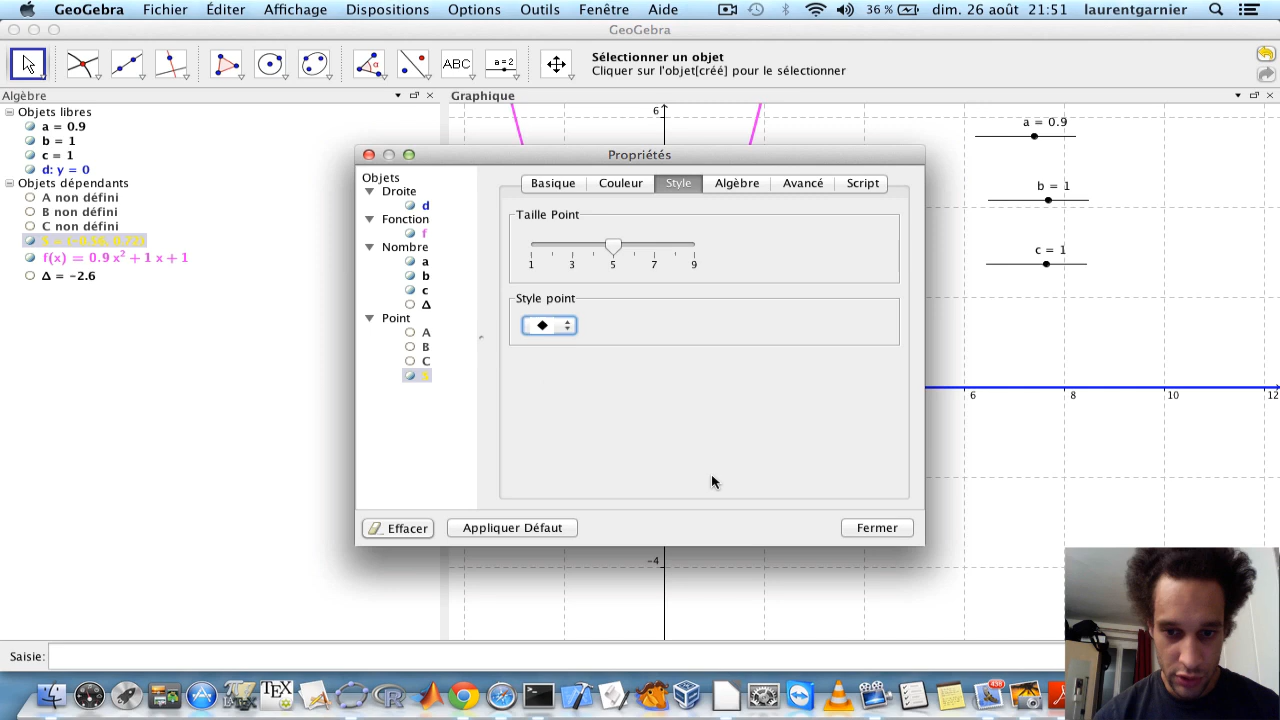 GeoGebra Fichier Éditer Affichage Dispositions Options Outils Fenêtre Aide 36 % dim. 26 août 21:51 laurentgarnier
GeoGebra
ABC a=2
Sélectionner un objet
Cliquer sur l'objet[créé] pour le sélectionner
Algèbre
Graphique
Objets libres
a = 0.9
b = 1
c = 1
d: y = 0
Objets dépendants
A non défini
B non défini
C non défini
f(x) = 0.9 x² + 1 x + 1
Δ = -2.6
6
a = 0.9
b = 1
c = 1
6 8 10 12
-4
Propriétés
Objets
Droite
d
Fonction
f
Nombre
a
b
c
Δ
Point
A
B
C
S
Basique Couleur Style Algèbre Avancé Script
Taille Point
1 3 5 7 9
Style point
Effacer Appliquer Défaut Fermer
Saisie:
TEX
438